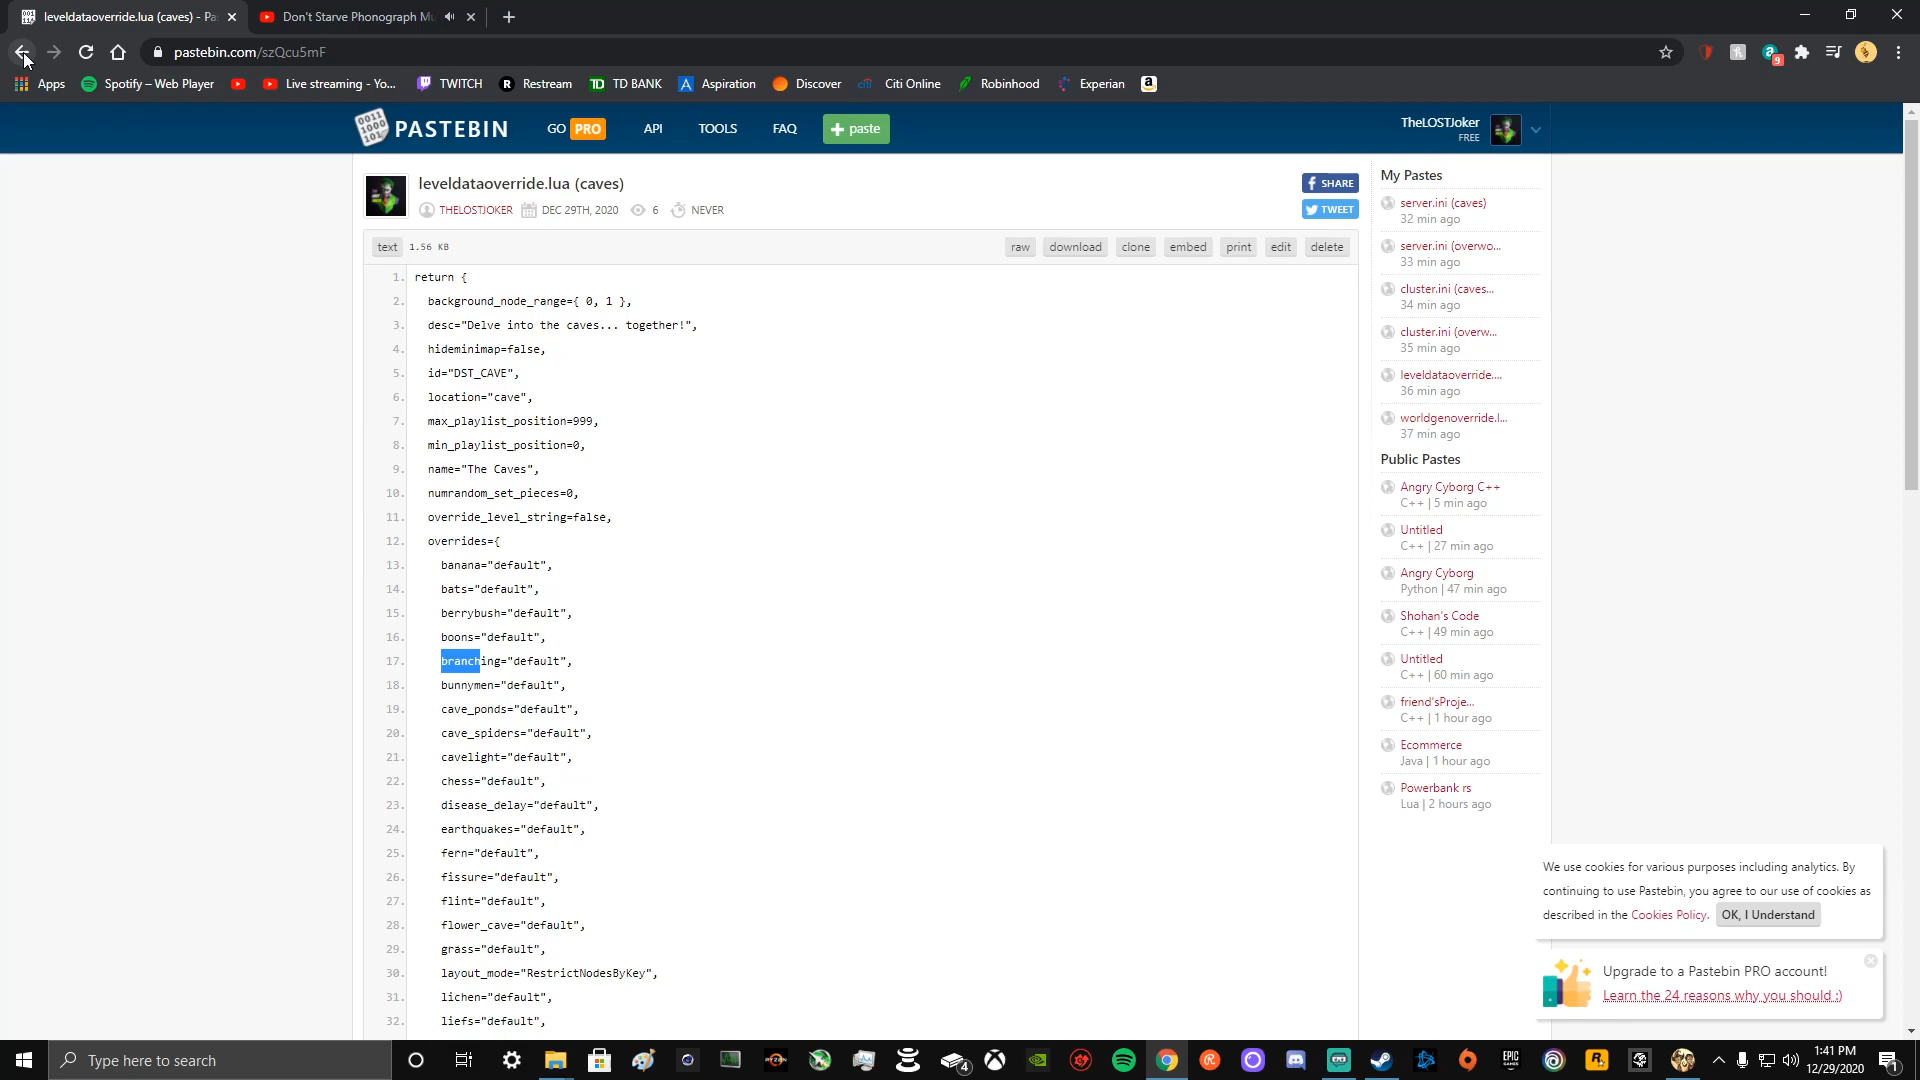 leveldataoverride.lua (caves) - Pa
Don't Starve Phonograph Mu
pastebin.com/szQcu5mF
Apps
Spotify – Web Player
Live streaming - Yo...
TWITCH
Restream
TD BANK
Aspiration
Discover
Citi Online
Robinhood
Experian
PASTEBIN
GO PRO
API
TOOLS
FAQ
+ paste
TheLOSTJoker
FREE
leveldataoverride.lua (caves)
THELOSTJOKER DEC 29TH, 2020 6 NEVER
SHARE
TWEET
text 1.56 KB
raw download clone embed print edit delete
1. return {
2. background_node_range={ 0, 1 },
3. desc="Delve into the caves... together!",
4. hideminimap=false,
5. id="DST_CAVE",
6. location="cave",
7. max_playlist_position=999,
8. min_playlist_position=0,
9. name="The Caves",
10. numrandom_set_pieces=0,
11. override_level_string=false,
12. overrides={
13. banana="default",
14. bats="default",
15. berrybush="default",
16. boons="default",
17. branching="default",
18. bunnymen="default",
19. cave_ponds="default",
20. cave_spiders="default",
21. cavelight="default",
22. chess="default",
23. disease_delay="default",
24. earthquakes="default",
25. fern="default",
26. fissure="default",
27. flint="default",
28. flower_cave="default",
29. grass="default",
30. layout_mode="RestrictNodesByKey",
31. lichen="default",
32. liefs="default",
My Pastes
server.ini (caves)
32 min ago
server.ini (overwo...
33 min ago
cluster.ini (caves...
34 min ago
cluster.ini (overw...
35 min ago
leveldataoverride....
36 min ago
worldgenoverride.l...
37 min ago
Public Pastes
Angry Cyborg C++
C++ | 5 min ago
Untitled
C++ | 27 min ago
Angry Cyborg
Python | 47 min ago
Shohan's Code
C++ | 49 min ago
Untitled
C++ | 60 min ago
friend'sProje...
C++ | 1 hour ago
Ecommerce
Java | 1 hour ago
Powerbank rs
Lua | 2 hours ago
We use cookies for various purposes including analytics. By
continuing to use Pastebin, you agree to our use of cookies as
described in the Cookies Policy. OK, I Understand
Upgrade to a Pastebin PRO account!
Learn the 24 reasons why you should :)
Type here to search
1:41 PM
12/29/2020